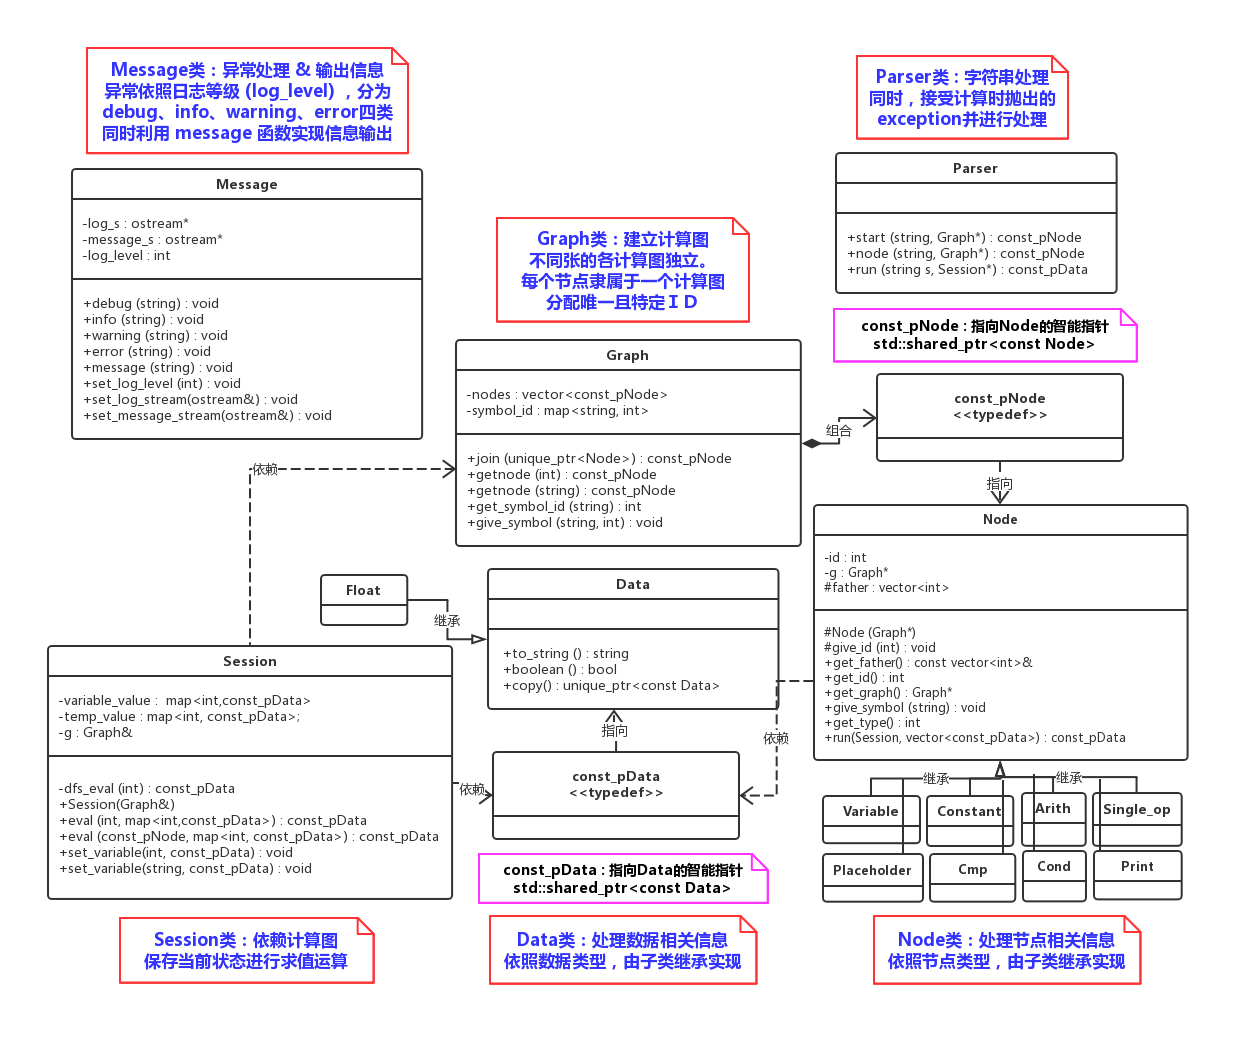 Message类：异常处理 & 输出信息
异常依照日志等级 (log_level) ，分为
debug、info、warning、error四类
同时利用 message 函数实现信息输出
Message
-log_s : ostream*
-message_s : ostream*
-log_level : int
+debug (string) : void
+info (string) : void
+warning (string) : void
+error (string) : void
+message (string) : void
+set_log_level (int) : void
+set_log_stream(ostream&) : void
+set_message_stream(ostream&) : void
Parser类：字符串处理
同时，接受计算时抛出的
exception并进行处理
Parser
+start (string, Graph*) : const_pNode
+node (string, Graph*) : const_pNode
+run (string s, Session*) : const_pData
Graph类：建立计算图
不同张的各计算图独立。
每个节点隶属于一个计算图
分配唯一且特定ＩＤ
Graph
-nodes : vector<const_pNode>
-symbol_id : map<string, int>
+join (unique_ptr<Node>) : const_pNode
+getnode (int) : const_pNode
+getnode (string) : const_pNode
+get_symbol_id (string) : int
+give_symbol (string, int) : void
const_pNode : 指向Node的智能指针
std::shared_ptr<const Node>
const_pNode
<<typedef>>
组合
指向
依赖
Node
-id : int
-g : Graph*
#father : vector<int>
#Node (Graph*)
#give_id (int) : void
+get_father() : const vector<int>&
+get_id() : int
+get_graph() : Graph*
+give_symbol (string) : void
+get_type() : int
+run(Session, vector<const_pData>) : const_pData
Float
继承
Data
+to_string () : string
+boolean () : bool
+copy() : unique_ptr<const Data>
指向
依赖
Session
-variable_value :  map<int,const_pData>
-temp_value : map<int, const_pData>;
-g : Graph&
-dfs_eval (int) : const_pData
+Session(Graph&)
+eval (int, map<int,const_pData>) : const_pData
+eval (const_pNode, map<int, const_pData>) : const_pData
+set_variable(int, const_pData) : void
+set_variable(string, const_pData) : void
依赖
const_pData
<<typedef>>
继承
继承
Variable
Constant
Arith
Single_op
Placeholder
Cmp
Cond
Print
const_pData : 指向Data的智能指针
std::shared_ptr<const Data>
Session类：依赖计算图
保存当前状态进行求值运算
Data类：处理数据相关信息
依照数据类型，由子类继承实现
Node类：处理节点相关信息
依照节点类型，由子类继承实现